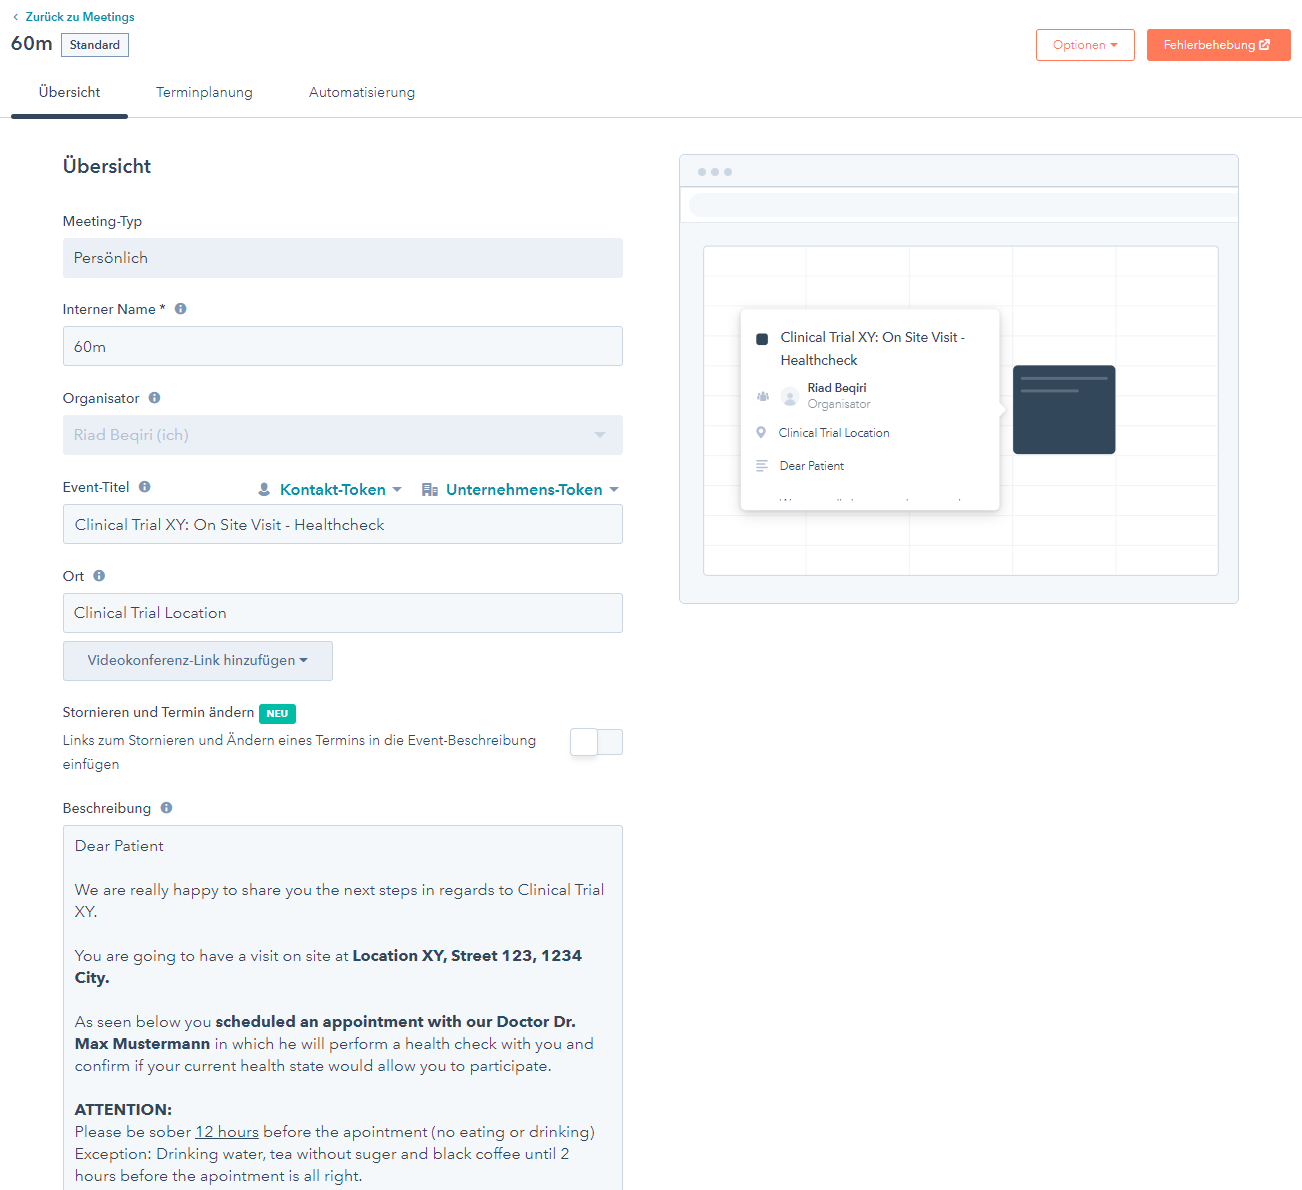 Zurück zu Meetings
60m Standard
Optionen
Fehlerbehebung
Übersicht
Terminplanung
Automatisierung
Übersicht
Meeting-Typ
Persönlich
Interner Name *
60m
Organisator
Riad Beqiri (ich)
Event-Titel
Kontakt-Token
Unternehmens-Token
Clinical Trial XY: On Site Visit - Healthcheck
Ort
Clinical Trial Location
Videokonferenz-Link hinzufügen
Stornieren und Termin ändern NEU
Links zum Stornieren und Ändern eines Termins in die Event-Beschreibung
einfügen
Beschreibung
Dear Patient
We are really happy to share you the next steps in regards to Clinical Trial
XY.
You are going to have a visit on site at Location XY, Street 123, 1234
City.
As seen below you scheduled an appointment with our Doctor Dr.
Max Mustermann in which he will perform a health check with you and
confirm if your current health state would allow you to participate.
ATTENTION:
Please be sober 12 hours before the apointment (no eating or drinking)
Exception: Drinking water, tea without suger and black coffee until 2
hours before the apointment is all right.
Clinical Trial XY: On Site Visit -
Healthcheck
Riad Beqiri
Organisator
Clinical Trial Location
Dear Patient